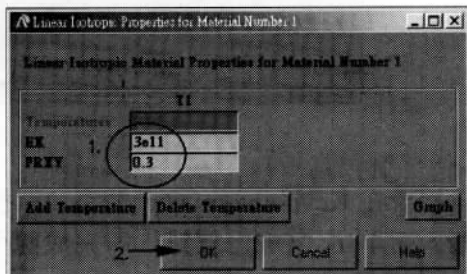 Linear Isotropic Properties for Material Number 1
Linear Isotropic Material Properties for Material Number 1
T1
Temperatures
EX 1. 3e11
PRXY 0.3
Add Temperature Delete Temperature Graph
2. OK Cancel Help